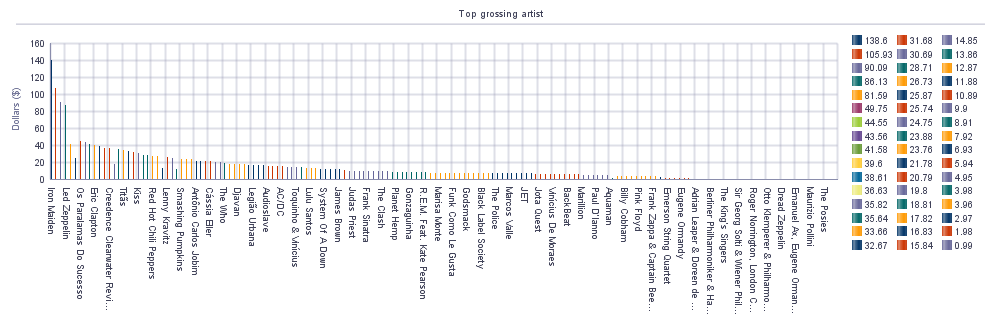 Top grossing artist
Dollars ($)
160
140
120
100
80
60
40
20
0
Iron Maiden
Led Zeppelin
Os Paralamas Do Sucesso
Eric Clapton
Creedence Clearwater Revi...
Titãs
Kiss
Red Hot Chili Peppers
Lenny Kravitz
Smashing Pumpkins
Antônio Carlos Jobim
Cássia Eller
The Who
Djavan
Legião Urbana
Audioslave
AC/DC
Toquinho & Vinícius
Lulu Santos
System Of A Down
James Brown
Judas Priest
Frank Sinatra
The Clash
Planet Hemp
Gonzaguinha
R.E.M. Feat. Kate Pearson
Marisa Monte
Funk Como Le Gusta
Godsmack
Black Label Society
The Police
Marcos Valle
JET
Jota Quest
Vinícius De Moraes
BackBeat
Marillion
Paul D'Ianno
Aquaman
Billy Cobham
Pink Floyd
Frank Zappa & Captain Bee...
Emerson String Quartet
Eugene Ormandy
Adrian Leaper & Doreen de ...
Berliner Philharmoniker & Ha...
The King's Singers
Sir Georg Solti & Wiener Phil...
Roger Norrington, London C...
Otto Klemperer & Philharmo...
Dread Zeppelin
Emanuel Ax, Eugene Orman...
Maurizio Pollini
The Posies
138.6 31.68 14.85
105.93 30.69 13.86
90.09 28.71 12.87
86.13 26.73 11.88
81.59 25.87 10.89
49.75 25.74 9.9
44.55 24.75 8.91
43.56 23.88 7.92
41.58 23.76 6.93
39.6 21.78 5.94
38.61 20.79 4.95
36.63 19.8 3.98
35.82 18.81 3.96
35.64 17.82 2.97
33.66 16.83 1.98
32.67 15.84 0.99